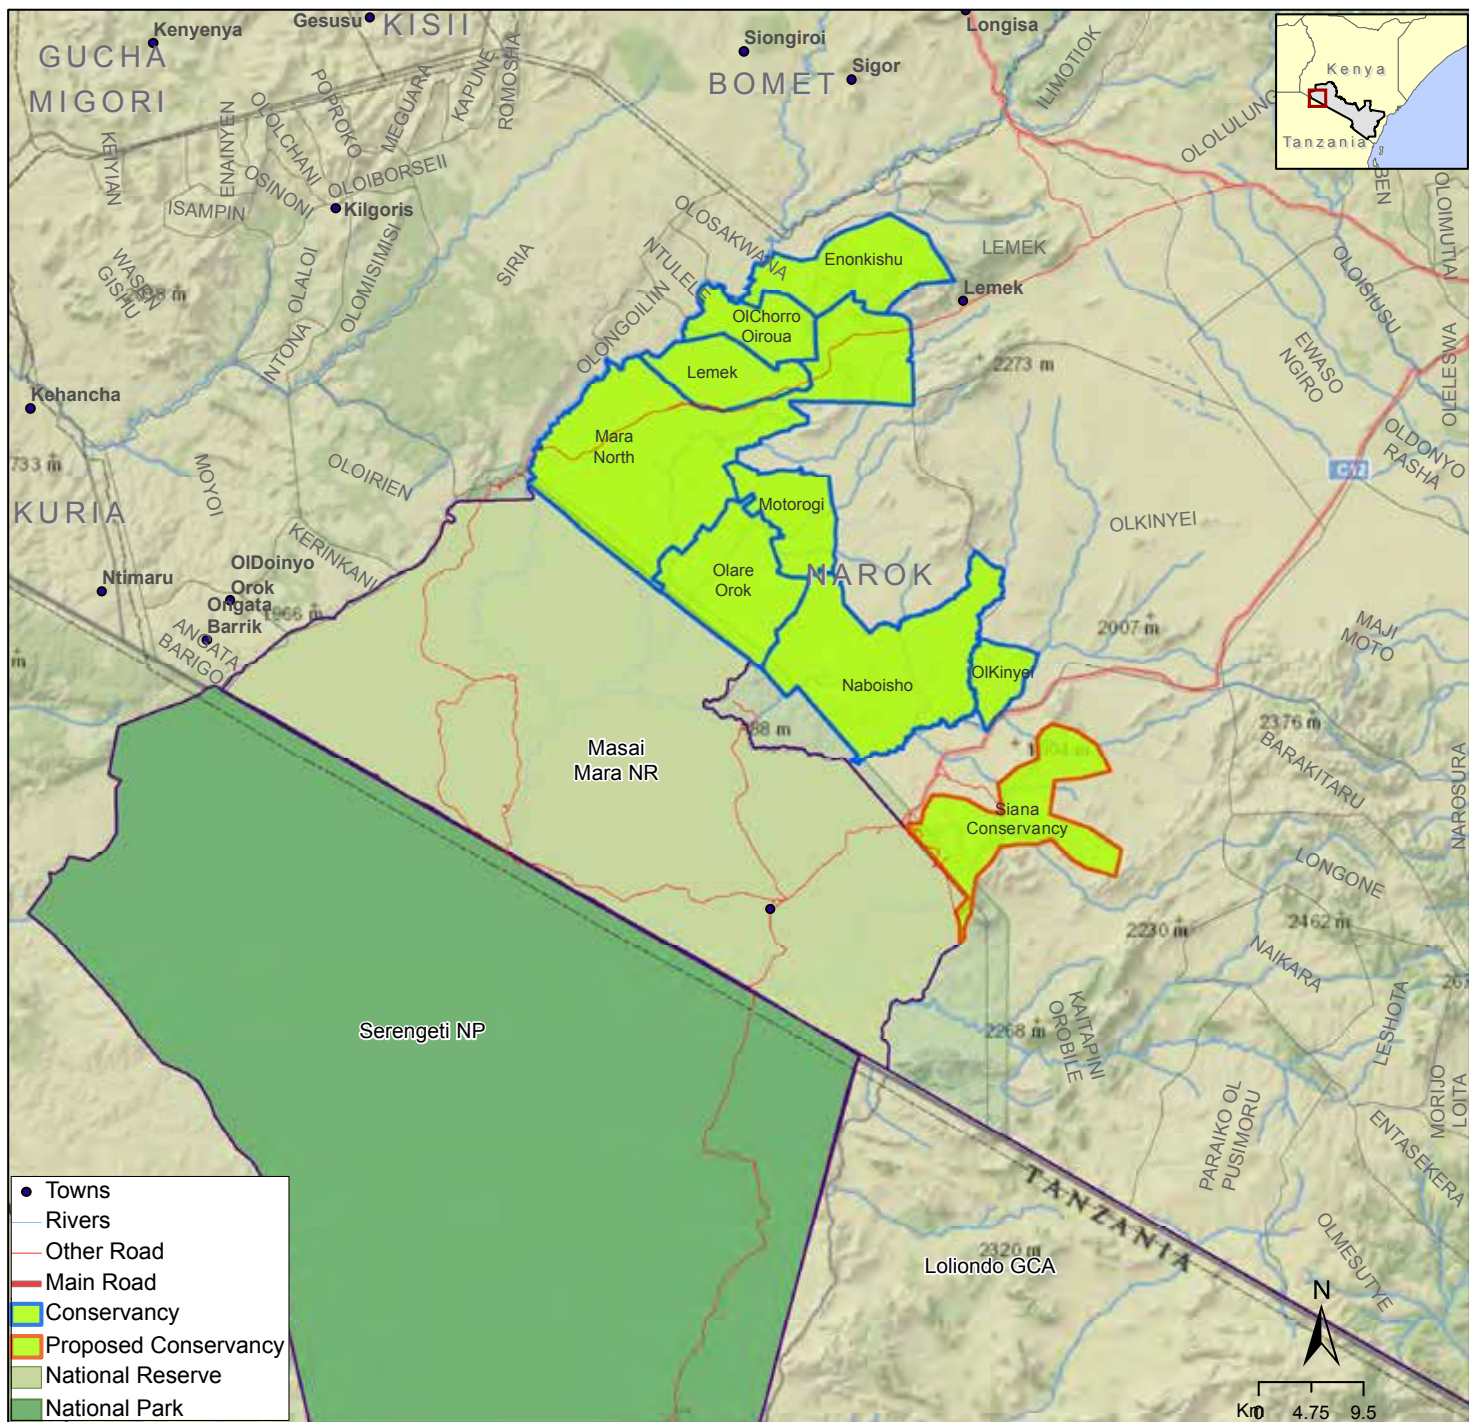 Gesusu
KISII
Longisa
Kenyenya
GUCHA
MIGORI
Siongiroi
BOMET
Sigor
ILIMOTIOK
Kenya
Tanzania
OLOLULUNG
KEIYIAN
ENAINYEN
OLOLCHANI
POPROKO
MEGUARA
KAPUNE
ROMOSHA
OSINONI
OLOIBORSEII
ISAMPIN
Kilgoris
BEN
OLOIMUTIA
WASEN
GISHU
OLALOI
OLOMISIMISI
INTONA
SIRIA
OLOSAKWANA
NTULELE
OLONGOILIIN
Enonkishu
LEMEK
Lemek
OlChorro
Oiroua
Lemek
OLOISIUSU
EWASO
NGIRO
OLELESWA
2273 m
Kehancha
Mara
North
733 m
MOYOI
OLOIRIEN
OLDONYO
RASHA
KURIA
Motorogi
OLKINYEI
KERINKANI
Ntimaru
OlDoinyo
Orok
Ongata
Barrik
1966 m
ANGATA
BARIGO
m
Olare
Orok
NAROK
2007 m
MAJI
MOTO
OlKinyei
Naboisho
88 m
2376 m
BARAKITARU
NAROSURA
Masai
Mara NR
Siana
Conservancy
LONGONE
2230 m
2462 m
NAIKARA
267
Serengeti NP
2268 m
KAITAPINI
OROBILE
LESHOTA
MORIJO
LOITA
PARAIKO OL
PUSIMORU
ENTASEKERA
TANZANIA
OLMESUTYE
2320 m
Loliondo GCA
Towns
Rivers
Other Road
Main Road
Conservancy
Proposed Conservancy
National Reserve
National Park
N
Km
0 4.75 9.5